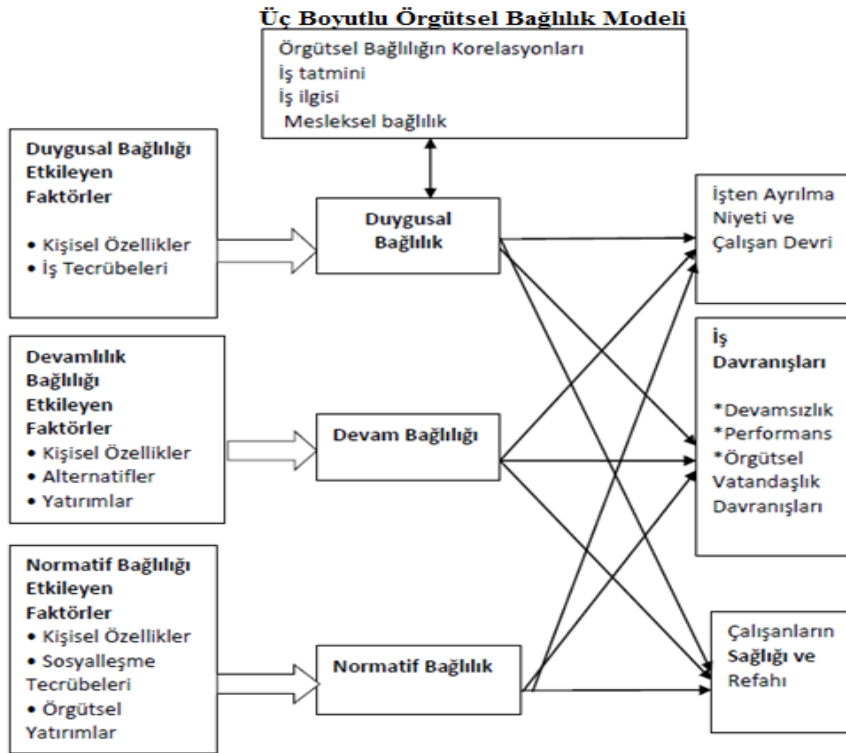 Üç Boyutlu Örgütsel Bağlılık Modeli
Örgütsel Bağlılığın Korelasyonları
İş tatmini
İş ilgisi
Mesleksel bağlılık
Duygusal Bağlılığı
Etkileyen
Faktörler
• Kişisel Özellikler
• İş Tecrübeleri
Duygusal
Bağlılık
İşten Ayrılma
Niyeti ve
Çalışan Devri
Devamlılık
Bağlılığı
Etkileyen
Faktörler
• Kişisel Özellikler
• Alternatifler
• Yatırımlar
Devam Bağlılığı
İş
Davranışları
*Devamsızlık
*Performans
*Örgütsel
Vatandaşlık
Davranışları
Normatif Bağlılığı
Etkileyen
Faktörler
• Kişisel Özellikler
• Sosyalleşme
Tecrübeleri
• Örgütsel
Yatırımlar
Normatif Bağlılık
Çalışanların
Sağlığı ve
Refahı